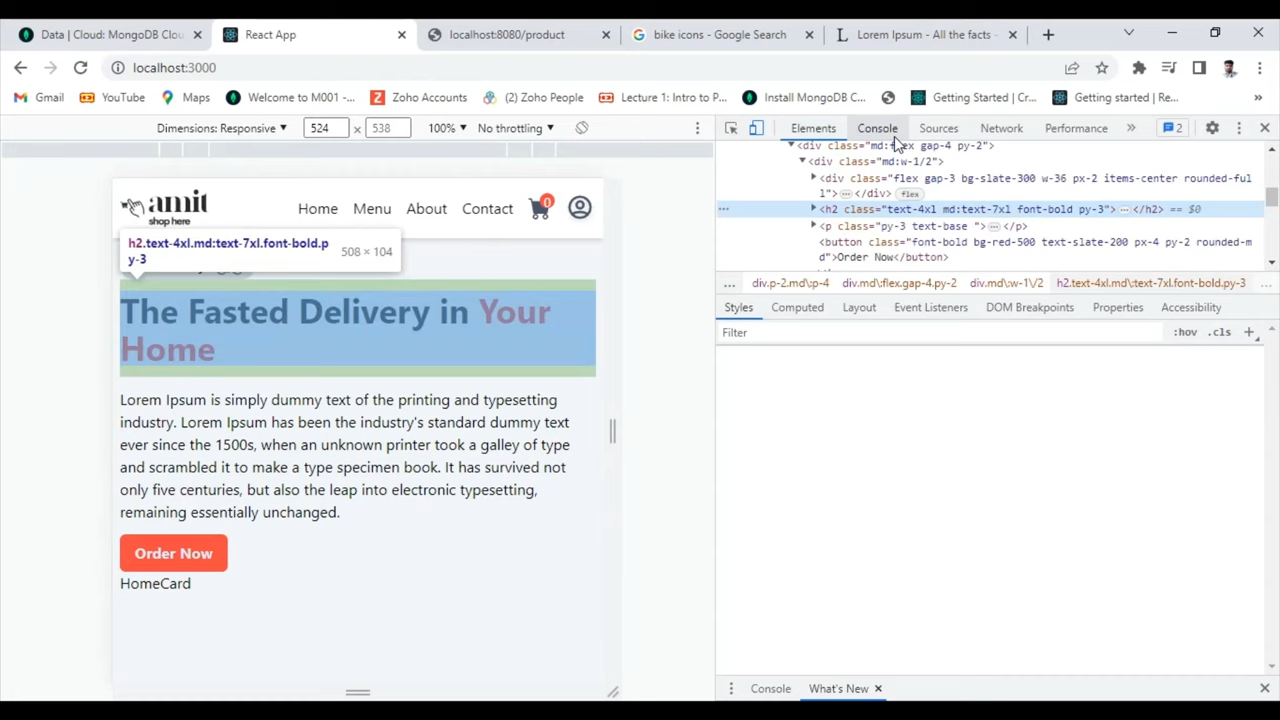 Data | Cloud: MongoDB Clou
React App
localhost:8080/product
bike icons - Google Search
Lorem Ipsum - All the facts -
localhost:3000
Gmail
YouTube
Maps
Welcome to M001 -...
Zoho Accounts
(2) Zoho People
Lecture 1: Intro to P...
Install MongoDB C...
Getting Started | Cr...
Getting started | Re...
»
Dimensions: Responsive
524
x
538
100%
No throttling
Elements
Console
Sources
Network
Performance
»
2
amit
shop here
Home
Menu
About
Contact
0
h2.text-4xl.md:text-7xl.font-bold.p
y-3
508 × 104
The Fasted Delivery in Your
Home
Lorem Ipsum is simply dummy text of the printing and typesetting
industry. Lorem Ipsum has been the industry's standard dummy text
ever since the 1500s, when an unknown printer took a galley of type
and scrambled it to make a type specimen book. It has survived not
only five centuries, but also the leap into electronic typesetting,
remaining essentially unchanged.
Order Now
HomeCard
<div class="md:flex gap-4 py-2">
<div class="md:w-1/2">
<div class="flex gap-3 bg-slate-300 w-36 px-2 items-center rounded-ful
l">…</div> flex
<h2 class="text-4xl md:text-7xl font-bold py-3">…</h2> == $0
<p class="py-3 text-base ">…</p>
<button class="font-bold bg-red-500 text-slate-200 px-4 py-2 rounded-m
d">Order Now</button>
...
div.p-2.md\:p-4
div.md\:flex.gap-4.py-2
div.md\:w-1\/2
h2.text-4xl.md\:text-7xl.font-bold.py-3
...
Styles
Computed
Layout
Event Listeners
DOM Breakpoints
Properties
Accessibility
Filter
:hov
.cls
+
Console
What's New